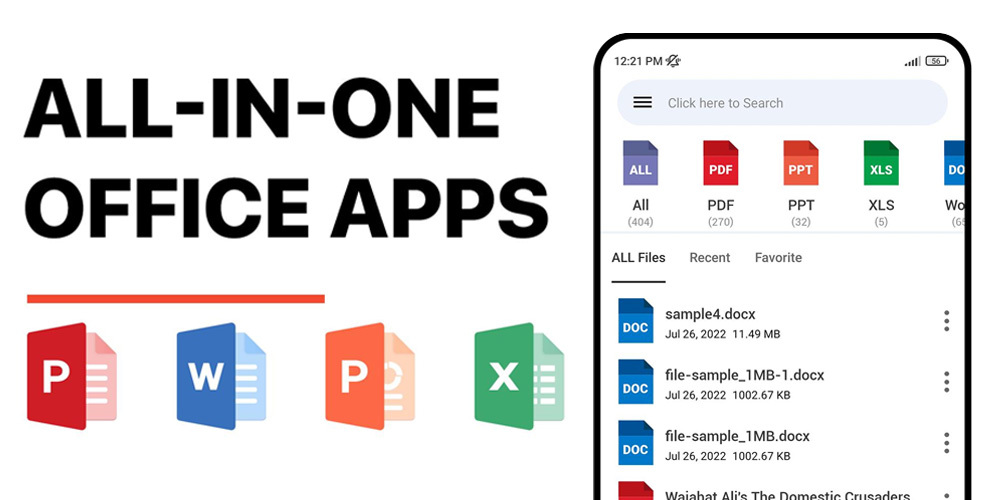 ALL-IN-ONE
OFFICE APPS
P W P X
12:21 PM 56
Click here to Search
ALL PDF PPT XLS DO
All PDF PPT XLS Wo
(404) (270) (32) (5) (65
ALL Files Recent Favorite
DOC
sample4.docx
Jul 26, 2022 11.49 MB
DOC
file-sample_1MB-1.docx
Jul 26, 2022 1002.67 KB
DOC
file-sample_1MB.docx
Jul 26, 2022 1002.67 KB
Wajahat Ali's The Domestic Crusaders